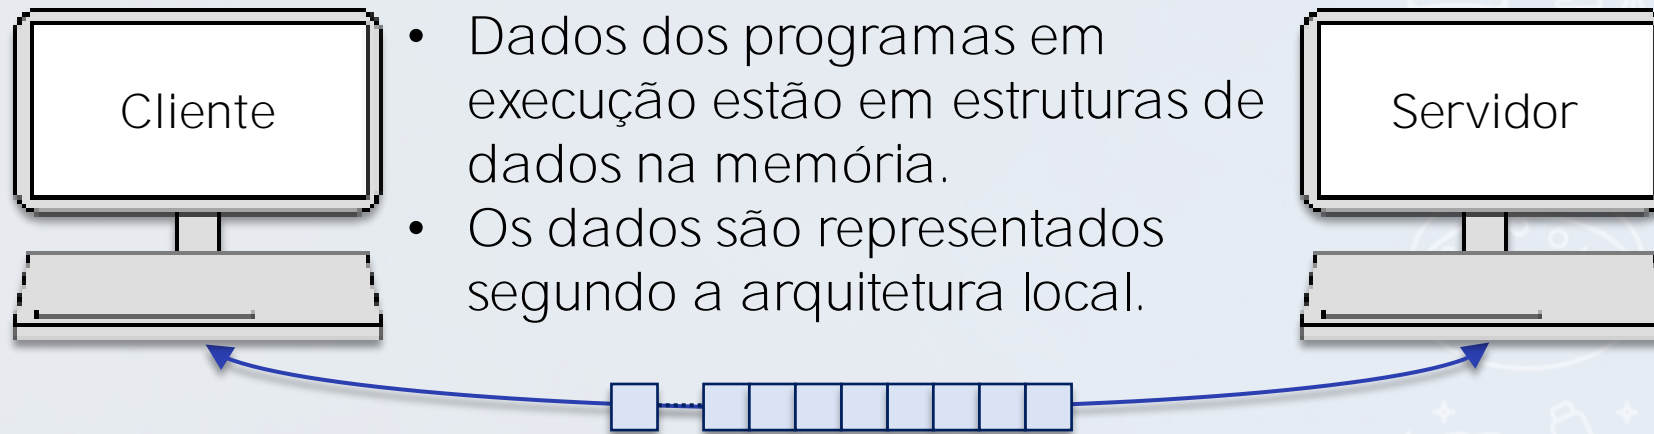 Cliente
• Dados dos programas em
execução estão em estruturas de
dados na memória.
• Os dados são representados
segundo a arquitetura local.
Servidor